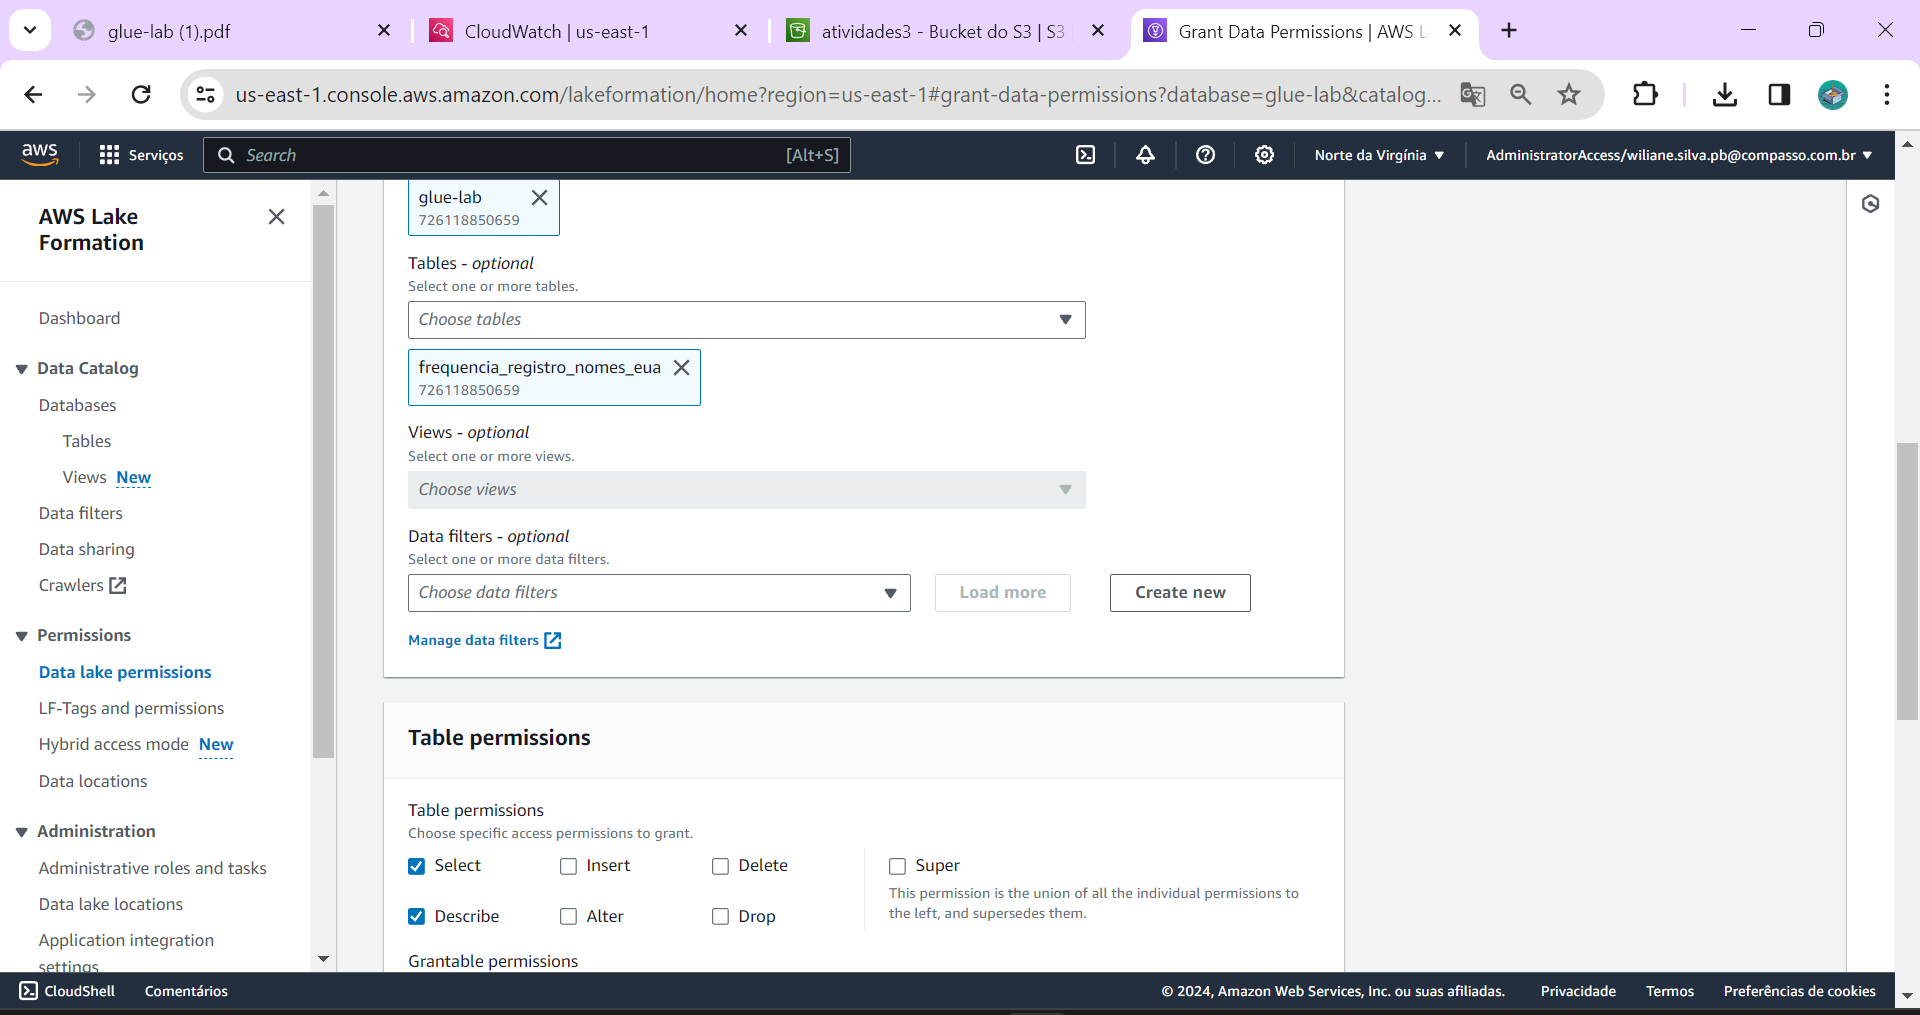 glue-lab (1).pdf
CloudWatch | us-east-1
atividades3 - Bucket do S3 | S3
Grant Data Permissions | AWS L
us-east-1.console.aws.amazon.com/lakeformation/home?region=us-east-1#grant-data-permissions?database=glue-lab&catalog...
aws
Serviços
Search
[Alt+S]
Norte da Virgínia
AdministratorAccess/wiliane.silva.pb@compasso.com.br
AWS Lake
Formation
Dashboard
Data Catalog
Databases
Tables
Views New
Data filters
Data sharing
Crawlers
Permissions
Data lake permissions
LF-Tags and permissions
Hybrid access mode New
Data locations
Administration
Administrative roles and tasks
Data lake locations
Application integration
settings
glue-lab
726118850659
Tables - optional
Select one or more tables.
Choose tables
frequencia_registro_nomes_eua
726118850659
Views - optional
Select one or more views.
Choose views
Data filters - optional
Select one or more data filters.
Choose data filters
Load more
Create new
Manage data filters
Table permissions
Table permissions
Choose specific access permissions to grant.
Select
Insert
Delete
Super
This permission is the union of all the individual permissions to
the left, and supersedes them.
Describe
Alter
Drop
Grantable permissions
CloudShell
Comentários
© 2024, Amazon Web Services, Inc. ou suas afiliadas.
Privacidade
Termos
Preferências de cookies